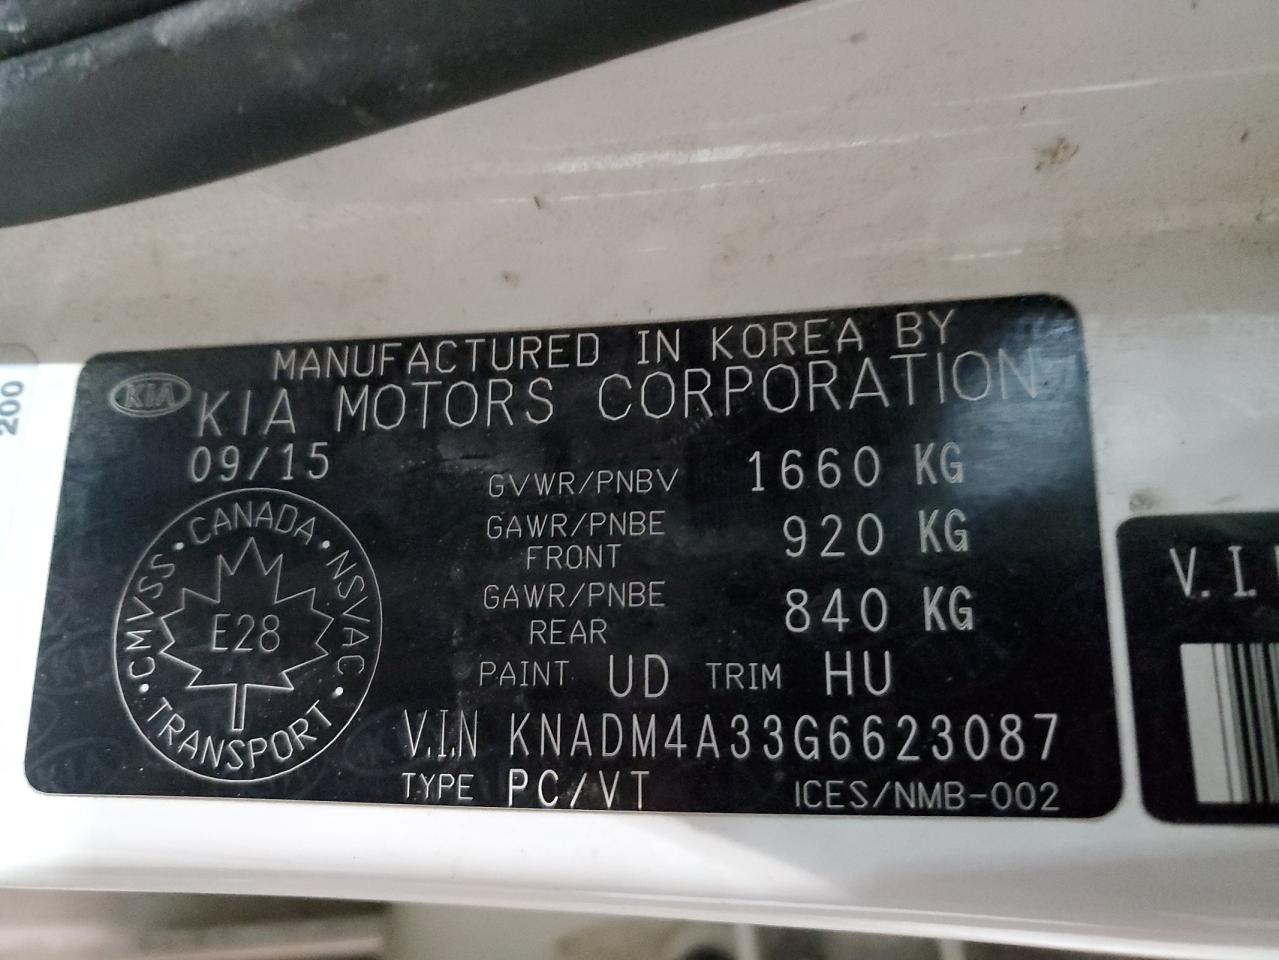 MANUFACTURED IN KOREA BY
KIA KIA MOTORS CORPORATION
09/15
GVWR/PNBV 1660 KG
GAWR/PNBE FRONT 920 KG
GAWR/PNBE REAR 840 KG
CMVSS • CANADA • NSVAC • TRANSPORT •
E28
PAINT UD TRIM HU
V.I.N KNADM4A33G6623087
TYPE PC/VT ICES/NMB-002
200
V.I.